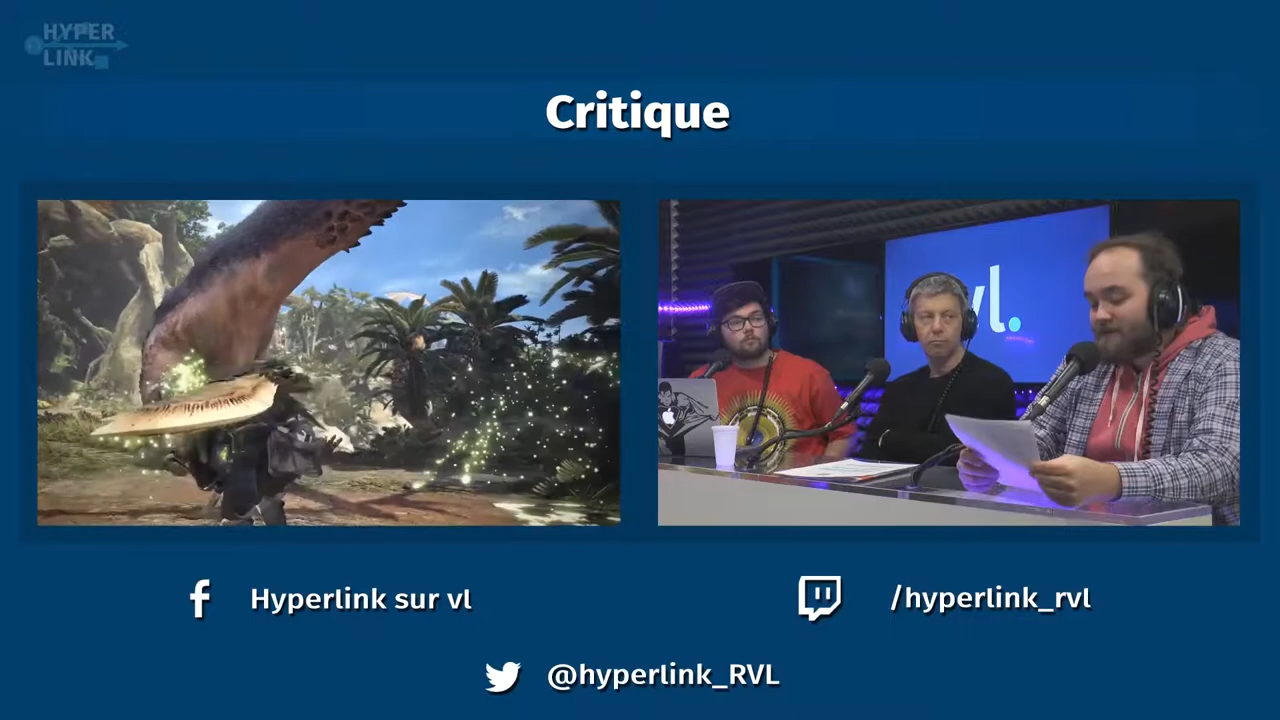 HYPER
LINK
Critique
vl.
Hyperlink sur vl
/hyperlink_rvl
@hyperlink_RVL